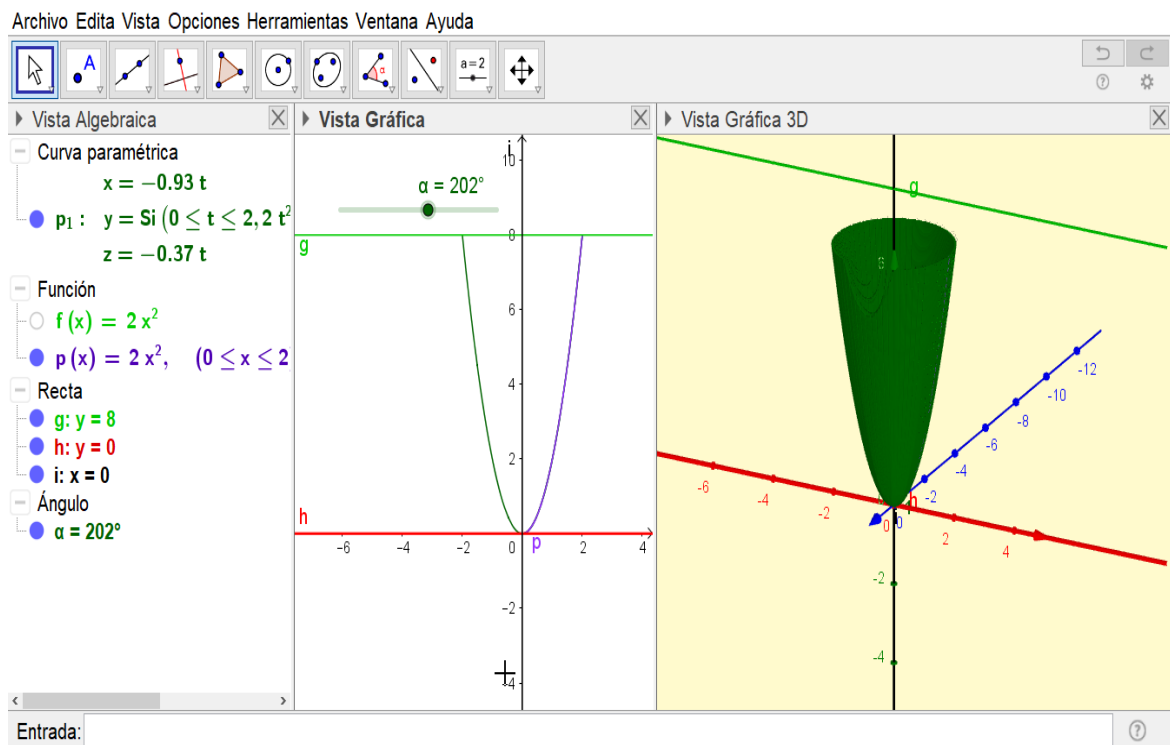 Archivo Edita Vista Opciones Herramientas Ventana Ayuda
A
α
a=2
Vista Algebraica
Vista Gráfica
Vista Gráfica 3D
Curva paramétrica
x = −0.93 t
p₁ : y = Si (0 ≤ t ≤ 2, 2 t²
z = −0.37 t
Función
f (x) = 2 x²
p (x) = 2 x², (0 ≤ x ≤ 2
Recta
g: y = 8
h: y = 0
i: x = 0
Ángulo
α = 202°
i
10
α = 202°
8
g
6
4
2
h
-6 -4 -2 0 p 2 4
-2
-4
g
8
-12
-10
-8
-6
-4
-2
-6 -4 -2 0 2 4
-2
-4
Entrada: